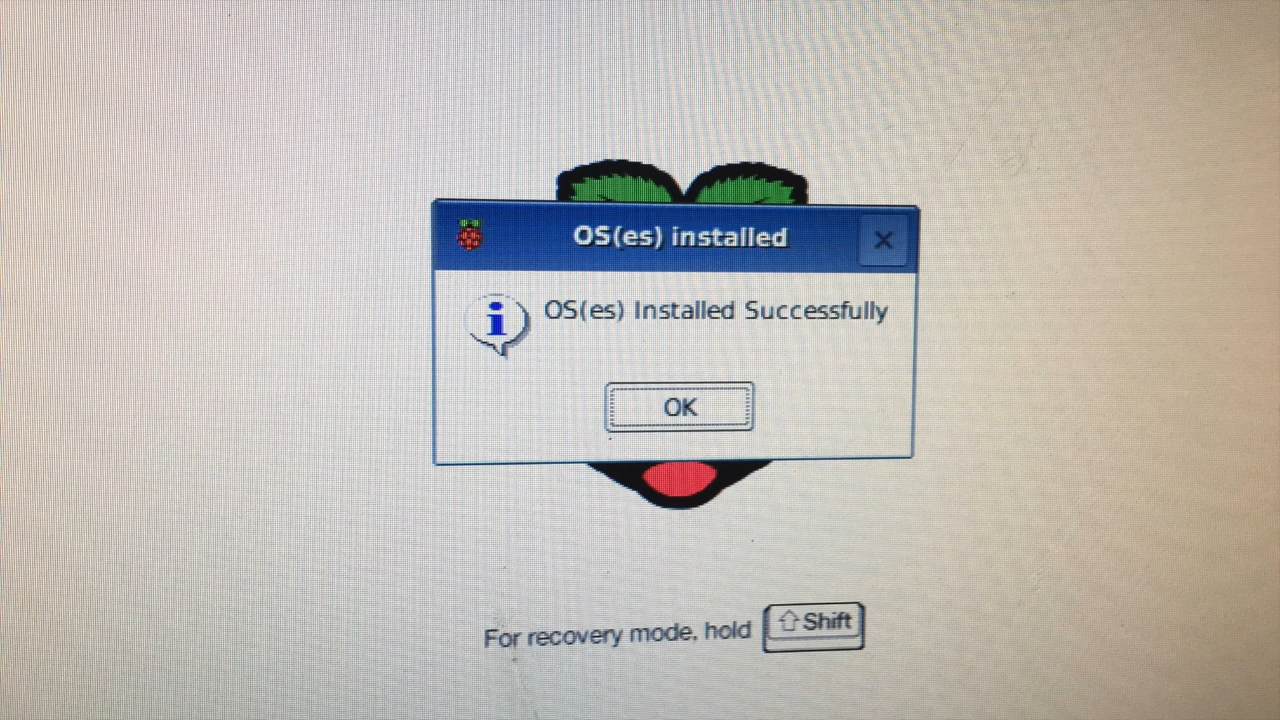 OS(es) installed
OS(es) Installed Successfully
OK
For recovery mode, hold Shift